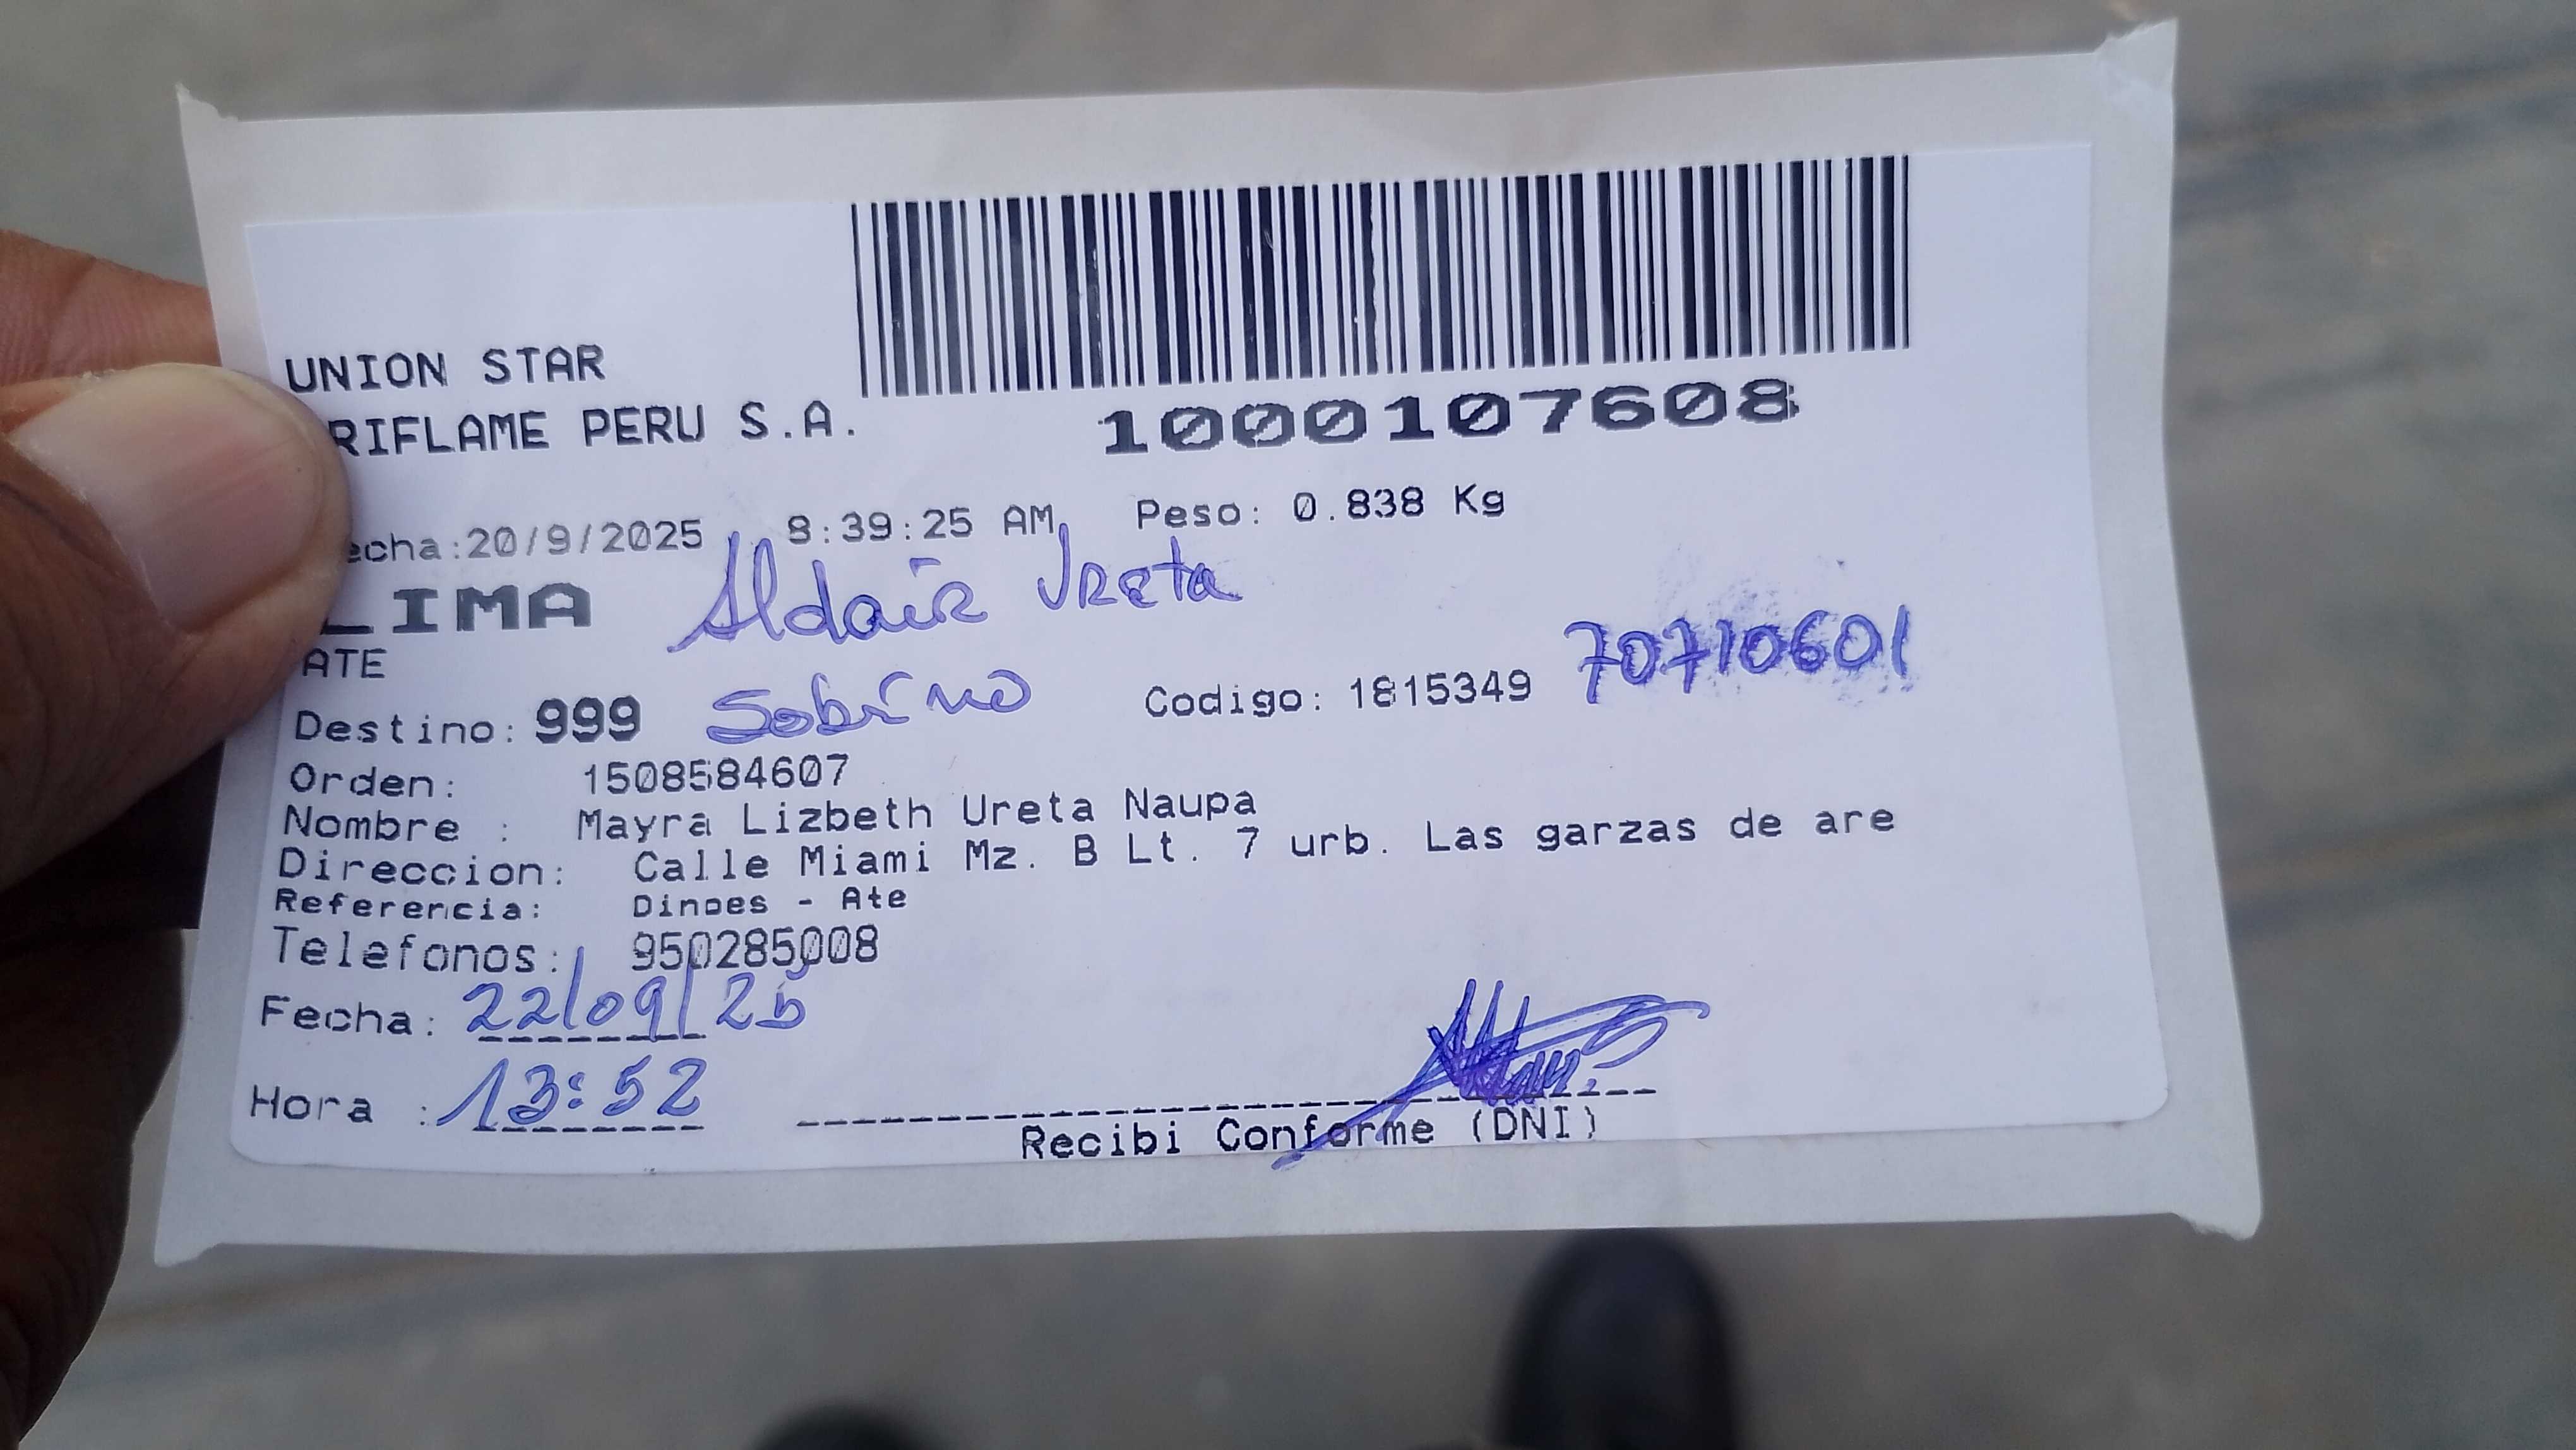 UNION STAR
RIFLAME PERU S.A.
1000107608
echa:20/9/2025 8:39:25 AM Peso: 0.838 Kg
LIMA Aldair Ureta
ATE
70710601
Destino: 999 Sobrino Codigo: 1815349
Orden: 1508584607
Nombre : Mayra Lizbeth Ureta Naupa
Direccion: Calle Miami Mz. B Lt. 7 urb. Las garzas de are
Referencia: Dinoes - Ate
Telefonos: 950285008
Fecha: 22/09/25
Hora : 13:52
Recibi Conforme (DNI)